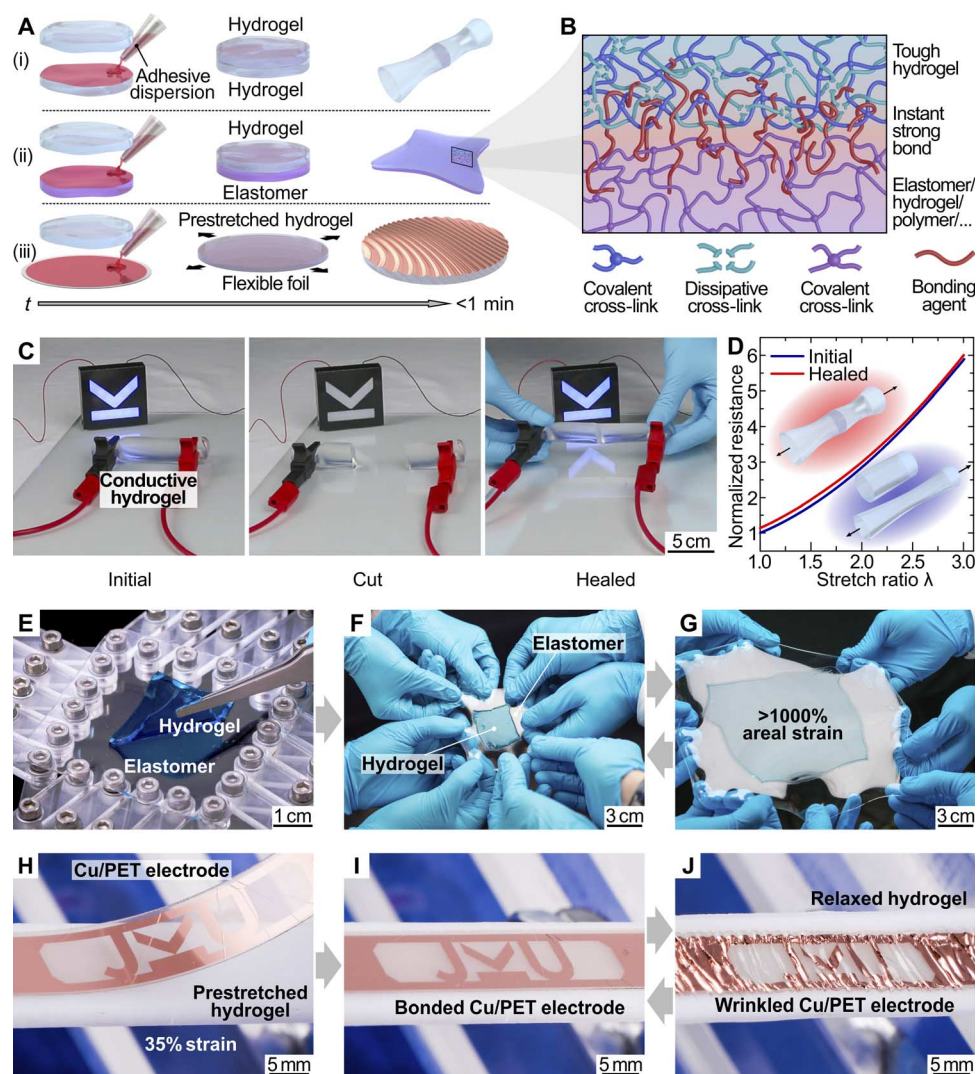 A
(i)
Adhesive
dispersion
Hydrogel
Hydrogel
(ii)
Hydrogel
Elastomer
(iii)
Prestretched hydrogel
Flexible foil
t
<1 min
B
Tough
hydrogel
Instant
strong
bond
Elastomer/
hydrogel/
polymer/...
Covalent
cross-link
Dissipative
cross-link
Covalent
cross-link
Bonding
agent
C
Conductive
hydrogel
5 cm
Initial
Cut
Healed
D
Initial
Healed
Normalized resistance
6
5
4
3
2
1
1.0
1.5
2.0
2.5
3.0
Stretch ratio λ
E
Hydrogel
Elastomer
1 cm
F
Elastomer
Hydrogel
3 cm
G
>1000%
areal strain
3 cm
H
Cu/PET electrode
JKU
Prestretched
hydrogel
35% strain
5 mm
I
JKU
Bonded Cu/PET electrode
5 mm
J
Relaxed hydrogel
Wrinkled Cu/PET electrode
5 mm